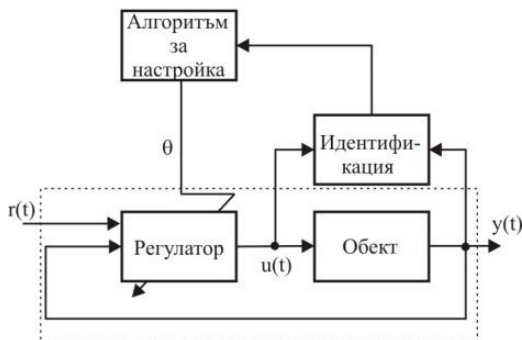 Алгоритъм
за
настройка
Идентифи-
кация
θ
r(t)
Регулатор
u(t)
Обект
y(t)